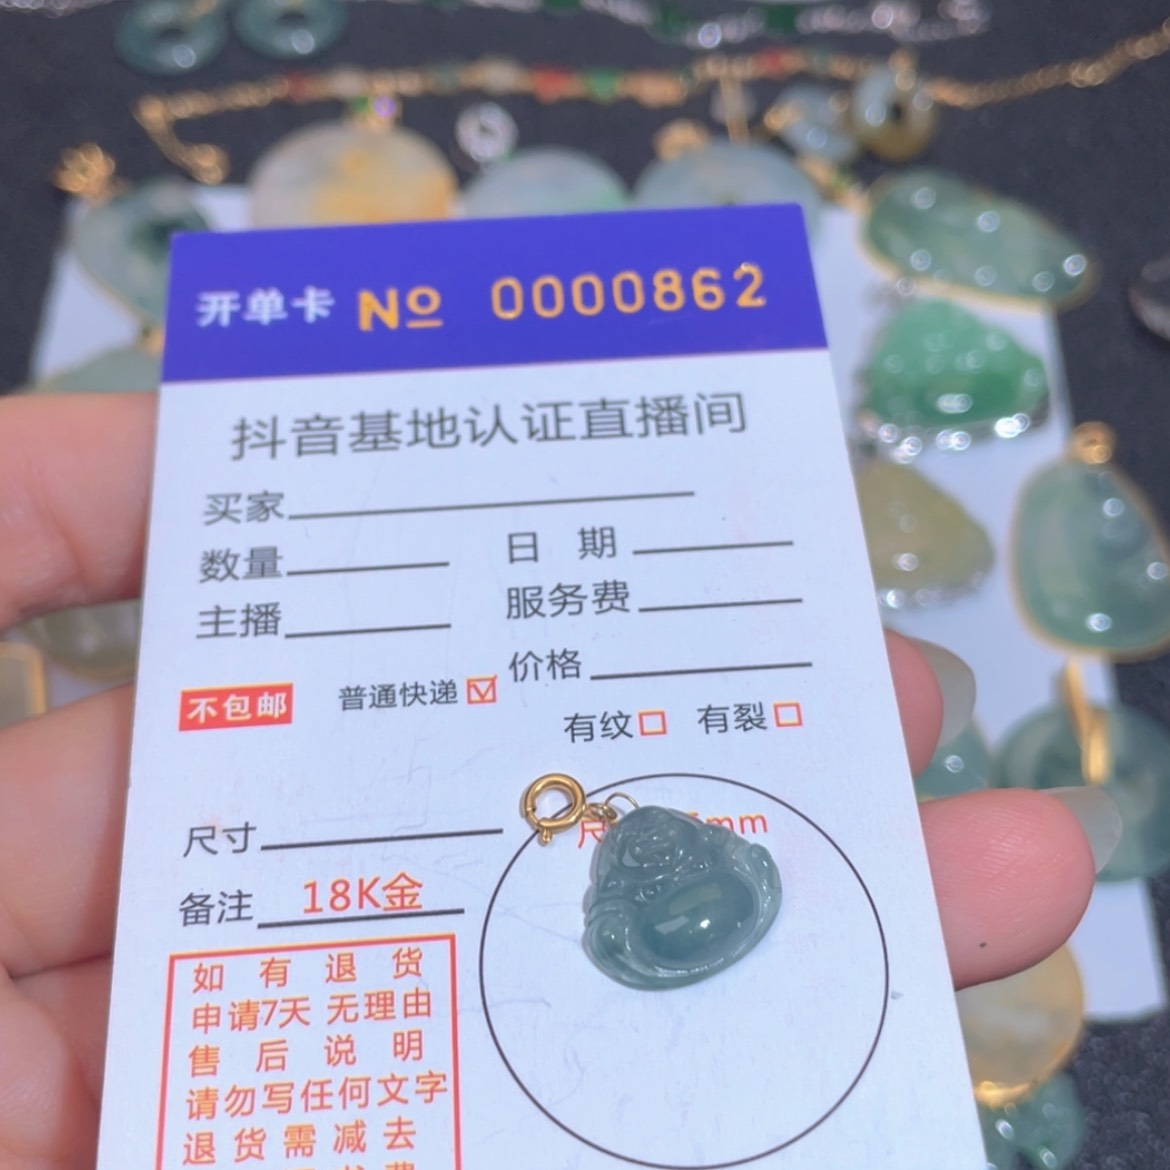 开单卡 No 0000862
抖音基地认证直播间
买家
数量 日期
主播 服务费
价格
不包邮 普通快递
有纹 有裂
尺寸
mm
备注 18K金
如有退货
申请7天无理由
售后说明
请勿写任何文字
退货需减去